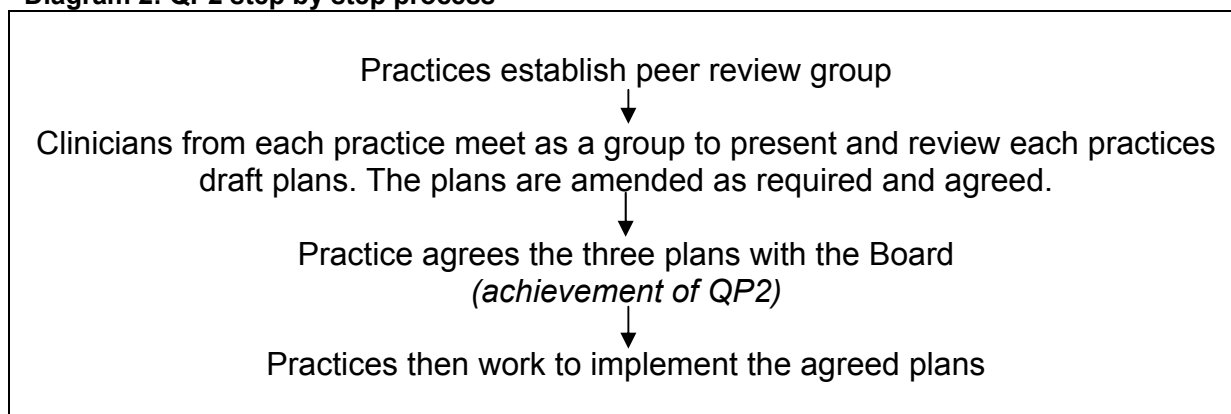 Diagram 2: QP2 step by step process
Practices establish peer review group
Clinicians from each practice meet as a group to present and review each practices
draft plans. The plans are amended as required and agreed.
Practice agrees the three plans with the Board
(achievement of QP2)
Practices then work to implement the agreed plans